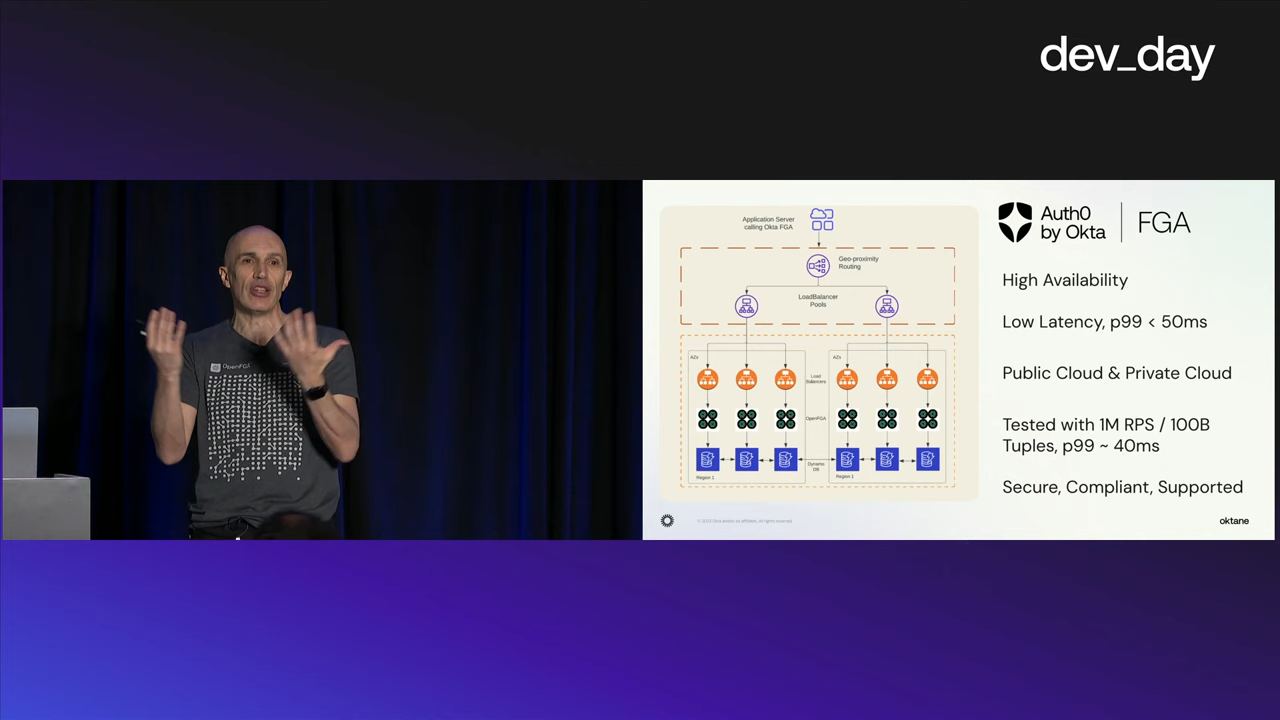 dev_day
OpenFGA
Application Server
calling Okta FGA
Geo-proximity
Routing
LoadBalancer
Pools
AZs
AZs
Load
Balancers
OpenFGA
Dynamo
DB
Region 1
Region 1
Auth0
by Okta
FGA
High Availability
Low Latency, p99 < 50ms
Public Cloud & Private Cloud
Tested with 1M RPS / 100B
Tuples, p99 ~ 40ms
Secure, Compliant, Supported
oktane